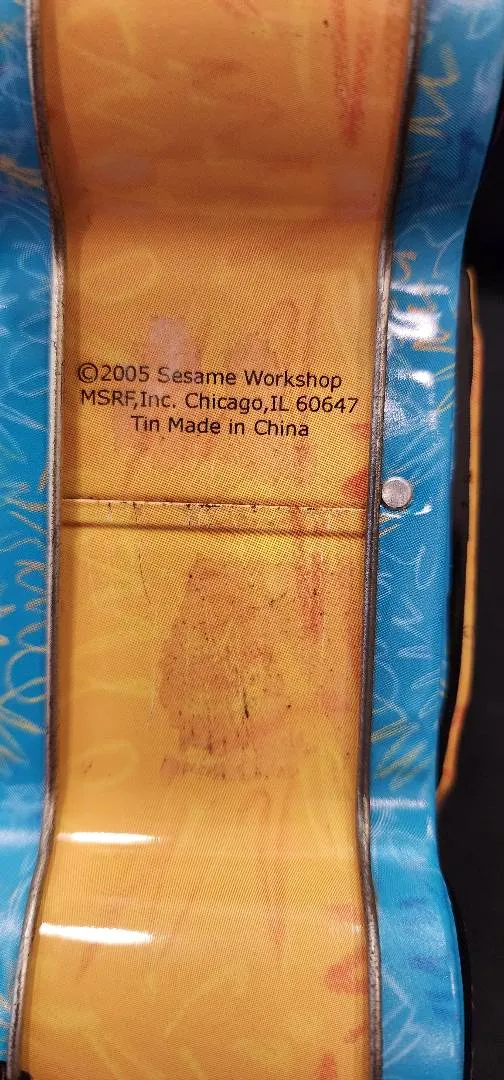 ©2005 Sesame Workshop
MSRF,Inc. Chicago,IL 60647
Tin Made in China